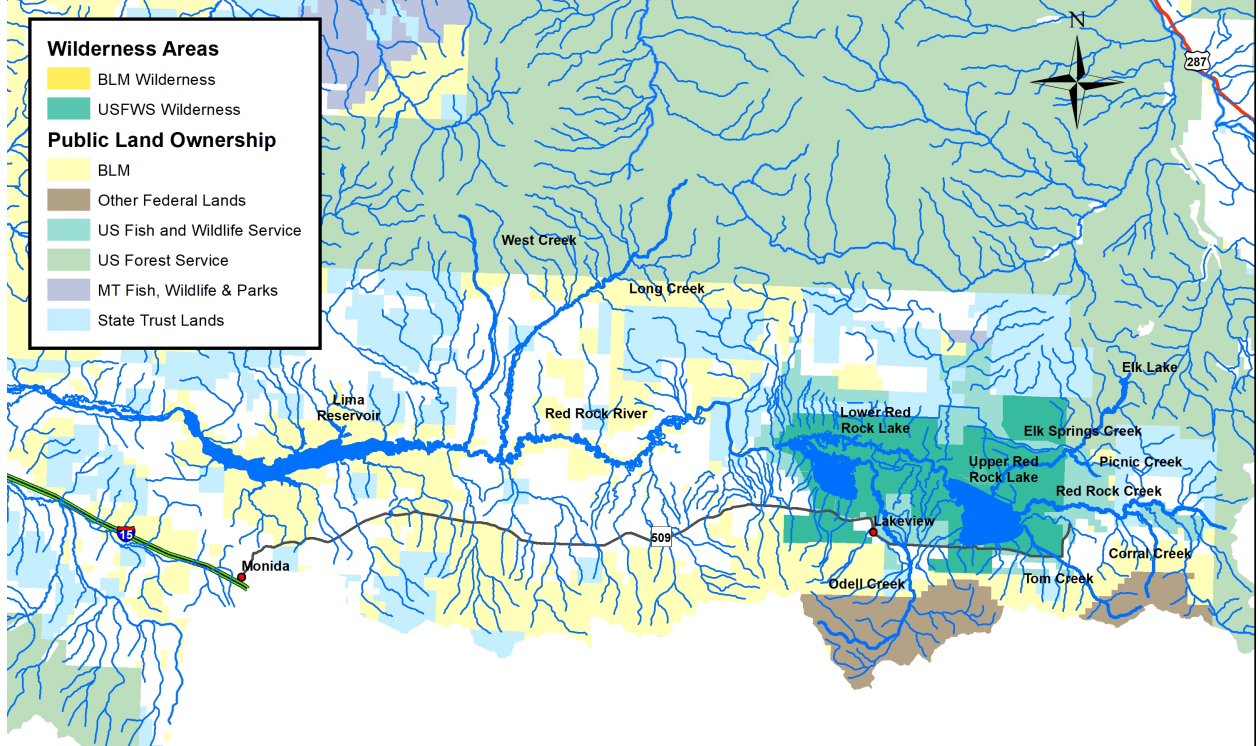 Wilderness Areas
BLM Wilderness
USFWS Wilderness
Public Land Ownership
BLM
Other Federal Lands
US Fish and Wildlife Service
US Forest Service
MT Fish, Wildlife & Parks
State Trust Lands
N
287
West Creek
Long Creek
Elk Lake
Lima
Reservoir
Red Rock River
Lower Red
Rock Lake
Elk Springs Creek
Upper Red
Rock Lake
Picnic Creek
Red Rock Creek
15
509
Lakeview
Monida
Corral Creek
Odell Creek
Tom Creek